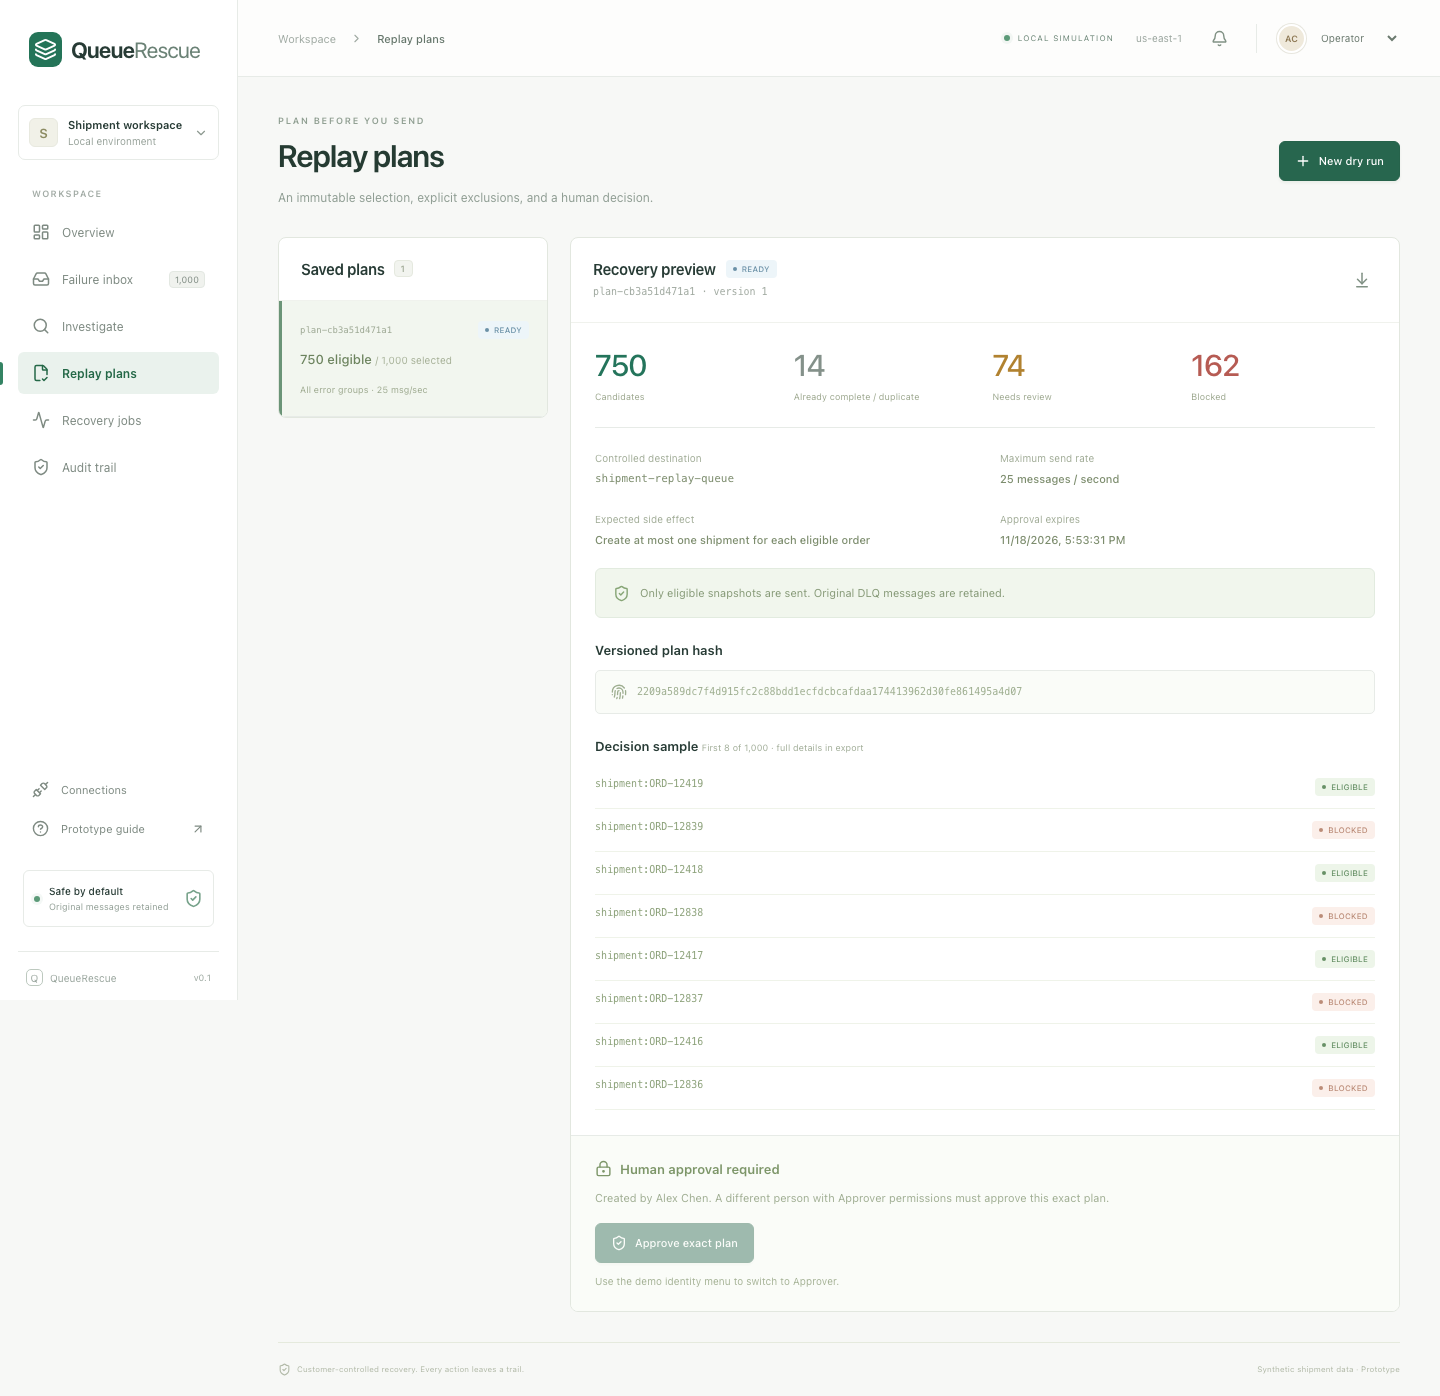 QueueRescue
Workspace
Replay plans
LOCAL SIMULATION
us-east-1
AC
Operator
S
Shipment workspace
Local environment
WORKSPACE
Overview
Failure inbox
1,000
Investigate
Replay plans
Recovery jobs
Audit trail
Connections
Prototype guide
Safe by default
Original messages retained
Q
QueueRescue
v0.1
PLAN BEFORE YOU SEND
Replay plans
An immutable selection, explicit exclusions, and a human decision.
New dry run
Saved plans
1
plan-cb3a51d471a1
READY
750 eligible / 1,000 selected
All error groups · 25 msg/sec
Recovery preview
READY
plan-cb3a51d471a1 · version 1
750
Candidates
14
Already complete / duplicate
74
Needs review
162
Blocked
Controlled destination
shipment-replay-queue
Maximum send rate
25 messages / second
Expected side effect
Create at most one shipment for each eligible order
Approval expires
11/18/2026, 5:53:31 PM
Only eligible snapshots are sent. Original DLQ messages are retained.
Versioned plan hash
2209a589dc7f4d915fc2c88bdd1ecfdcbcafdaa174413962d30fe861495a4d07
Decision sample First 8 of 1,000 · full details in export
shipment:ORD-12419
ELIGIBLE
shipment:ORD-12839
BLOCKED
shipment:ORD-12418
ELIGIBLE
shipment:ORD-12838
BLOCKED
shipment:ORD-12417
ELIGIBLE
shipment:ORD-12837
BLOCKED
shipment:ORD-12416
ELIGIBLE
shipment:ORD-12836
BLOCKED
Human approval required
Created by Alex Chen. A different person with Approver permissions must approve this exact plan.
Approve exact plan
Use the demo identity menu to switch to Approver.
Customer-controlled recovery. Every action leaves a trail.
Synthetic shipment data · Prototype